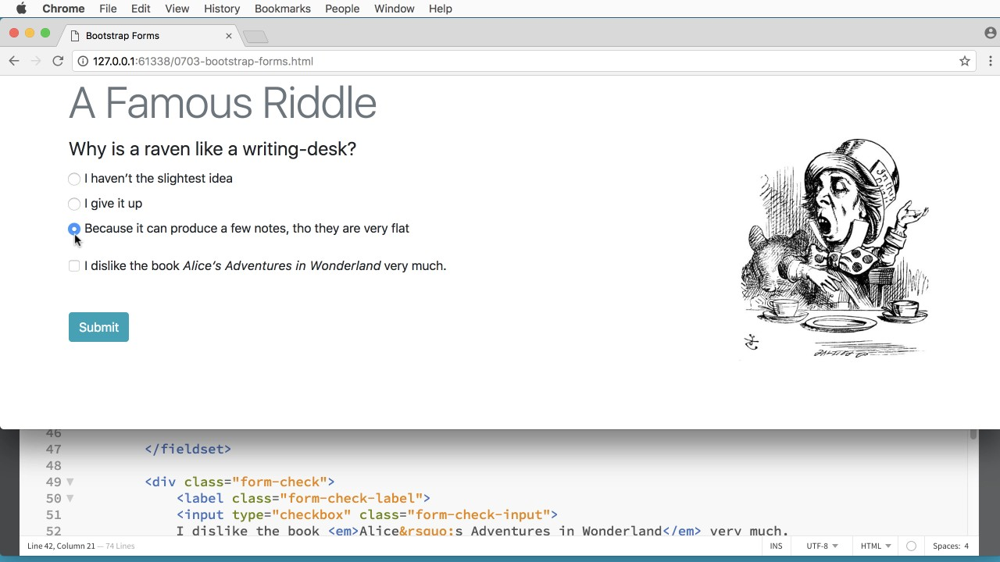 Chrome File Edit View History Bookmarks People Window Help
Bootstrap Forms
127.0.0.1:61338/0703-bootstrap-forms.html
A Famous Riddle
Why is a raven like a writing-desk?
I haven’t the slightest idea
I give it up
Because it can produce a few notes, tho they are very flat
I dislike the book Alice’s Adventures in Wonderland very much.
Submit
46
47 </fieldset>
48
49 <div class="form-check">
50 <label class="form-check-label">
51 <input type="checkbox" class="form-check-input">
52 I dislike the book <em>Alice&rsquo;s Adventures in Wonderland</em> very much.
Line 42, Column 21 — 74 Lines INS UTF-8 HTML Spaces: 4